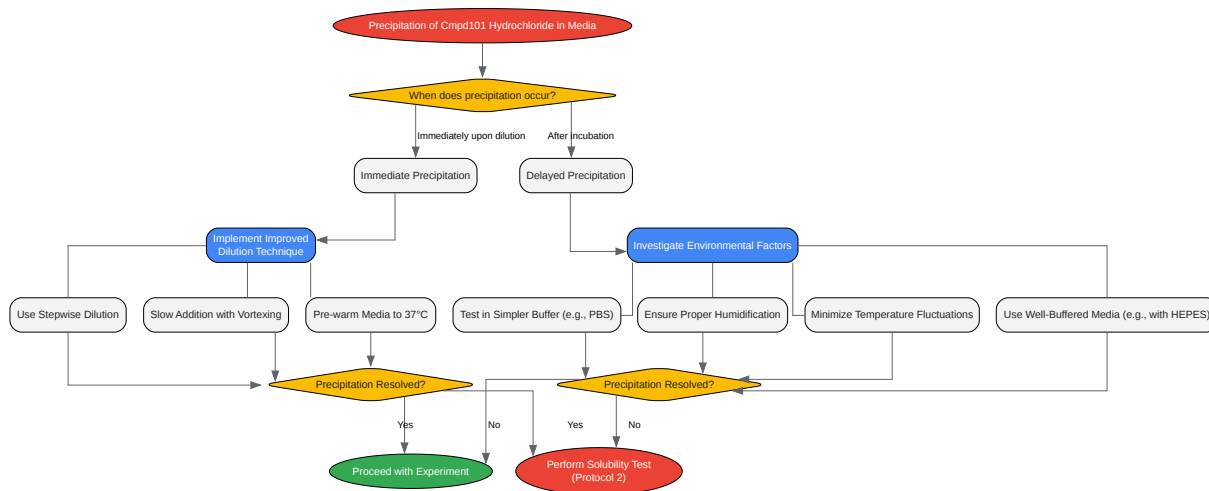 Precipitation of Cmpd101 Hydrochloride in Media
When does precipitation occur?
Immediately upon dilution
After incubation
Immediate Precipitation
Delayed Precipitation
Implement Improved
Dilution Technique
Investigate Environmental Factors
Use Stepwise Dilution
Slow Addition with Vortexing
Pre-warm Media to 37°C
Test in Simpler Buffer (e.g., PBS)
Ensure Proper Humidification
Minimize Temperature Fluctuations
Use Well-Buffered Media (e.g., with HEPES)
Precipitation Resolved?
Precipitation Resolved?
Yes
No
Yes
No
Proceed with Experiment
Perform Solubility Test
(Protocol 2)